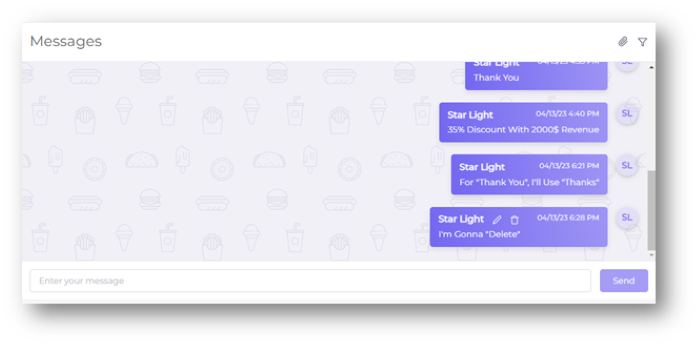 Messages
Star Light
Thank You
SL
Star Light 04/13/23 4:40 PM SL
35% Discount With 2000$ Revenue
Star Light 04/13/23 6:21 PM SL
For "Thank You", I'll Use "Thanks"
Star Light 04/13/23 6:28 PM SL
I'm Gonna "Delete"
Enter your message Send